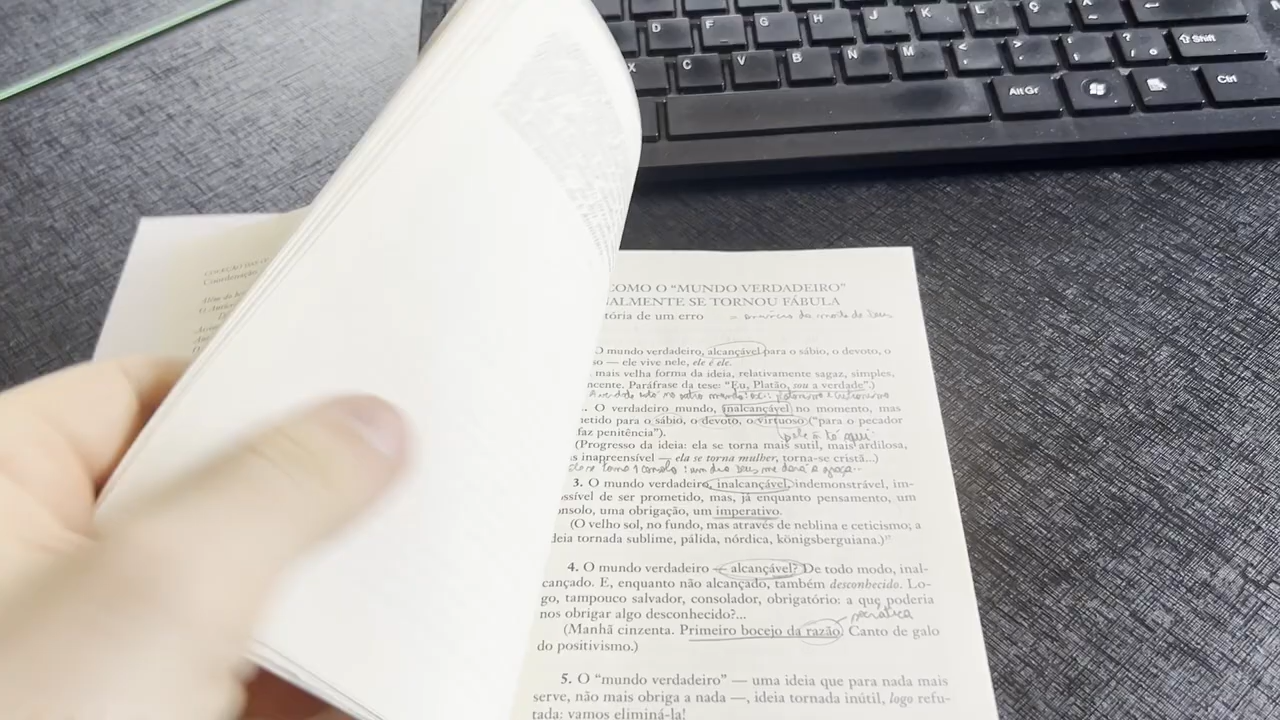 D F G H J K L Ç
X C V B N M
Shift
Alt Gr
Ctrl
COMO O “MUNDO VERDADEIRO”
ALMENTE SE TORNOU FÁBULA
tória de um erro
O mundo verdadeiro, alcançável para o sábio, o devoto, o
so — ele vive nele, ele é ele.
mais velha forma da ideia, relativamente sagaz, simples,
ncente. Paráfrase da tese: “Eu, Platão, sou a verdade”.)
. O verdadeiro mundo, inalcançável no momento, mas
etido para o sábio, o devoto, o virtuoso (“para o pecador
faz penitência”).
(Progresso da ideia: ela se torna mais sutil, mais ardilosa,
s inapreensível — ela se torna mulher, torna-se cristã...)
3. O mundo verdadeiro, inalcançável, indemonstrável, im-
ssível de ser prometido, mas, já enquanto pensamento, um
nsolo, uma obrigação, um imperativo.
(O velho sol, no fundo, mas através de neblina e ceticismo; a
deia tornada sublime, pálida, nórdica, königsberguiana.)
4. O mundo verdadeiro — alcançável? De todo modo, inal-
cançado. E, enquanto não alcançado, também desconhecido. Lo-
go, tampouco salvador, consolador, obrigatório: a que poderia
nos obrigar algo desconhecido?...
socrática
(Manhã cinzenta. Primeiro bocejo da razão. Canto de galo
do positivismo.)
5. O “mundo verdadeiro” — uma ideia que para nada mais
serve, não mais obriga a nada —, ideia tornada inútil, logo refu-
tada: vamos eliminá-la!